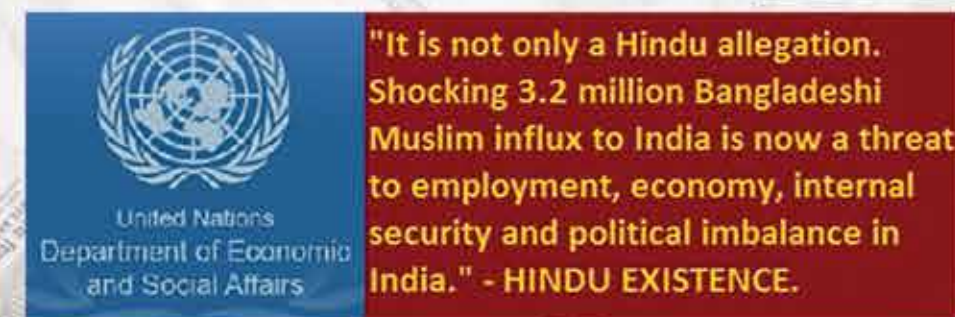 United Nations
Department of Economic
and Social Affairs
"It is not only a Hindu allegation.
Shocking 3.2 million Bangladeshi
Muslim influx to India is now a threat
to employment, economy, internal
security and political imbalance in
India." - HINDU EXISTENCE.